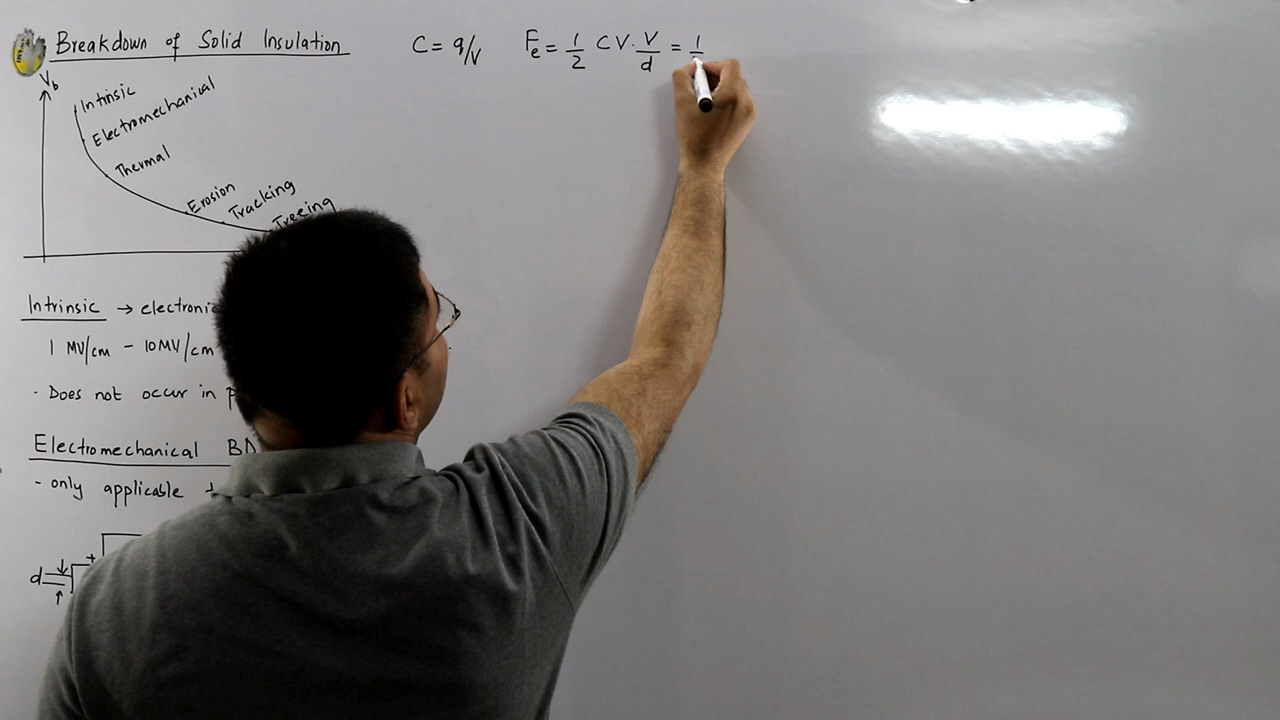 Breakdown of Solid Insulation
C = q/v Fe = 1/2 CV. V/d = 1
Vb
Intrinsic
Electromechanical
Thermal
Erosion
Tracking
Treeing
Intrinsic → electronic
1 MV/cm - 10MV/cm
· Does not occur in
Electromechanical BD
- only applicable
+
d